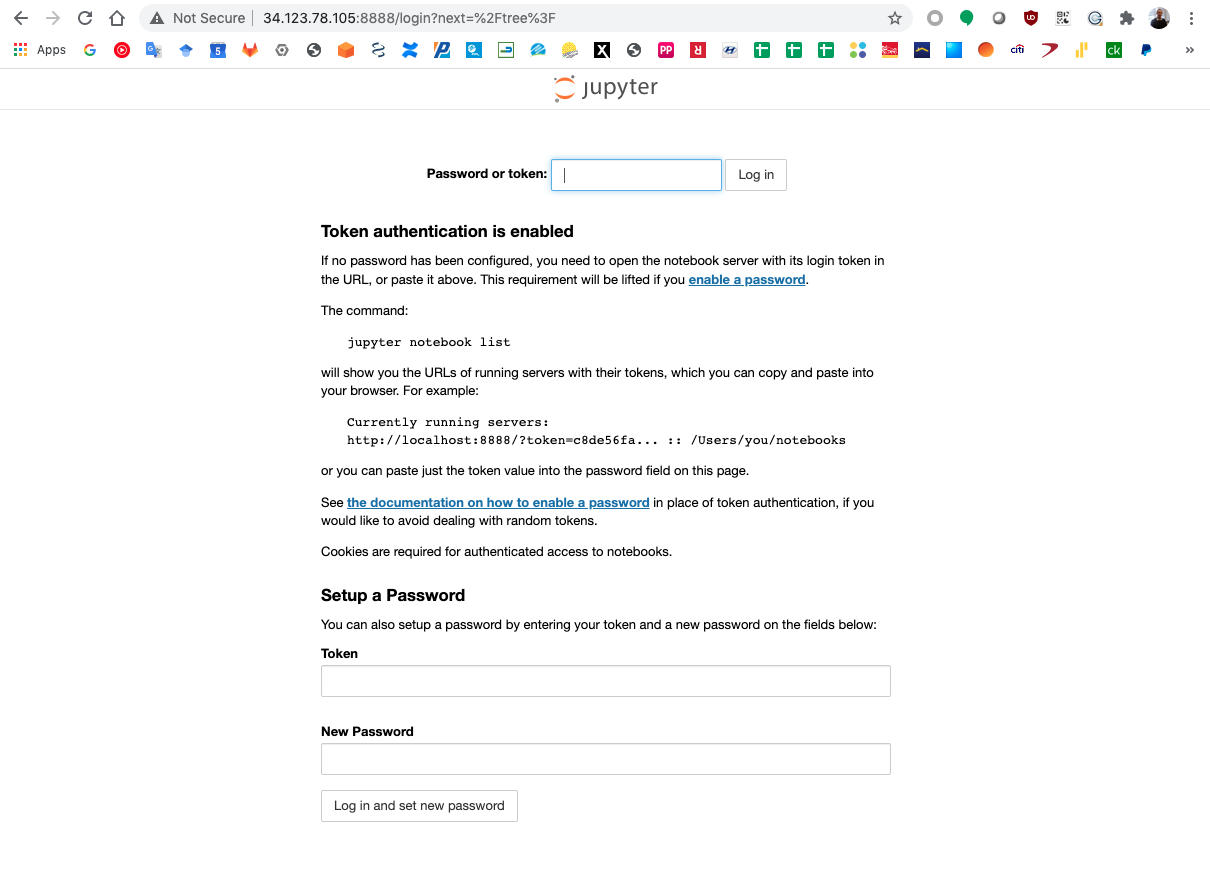 Not Secure 34.123.78.105:8888/login?next=%2Ftree%3F
Apps
jupyter
Password or token: Log in
Token authentication is enabled
If no password has been configured, you need to open the notebook server with its login token in
the URL, or paste it above. This requirement will be lifted if you enable a password.
The command:
jupyter notebook list
will show you the URLs of running servers with their tokens, which you can copy and paste into
your browser. For example:
Currently running servers:
http://localhost:8888/?token=c8de56fa... :: /Users/you/notebooks
or you can paste just the token value into the password field on this page.
See the documentation on how to enable a password in place of token authentication, if you
would like to avoid dealing with random tokens.
Cookies are required for authenticated access to notebooks.
Setup a Password
You can also setup a password by entering your token and a new password on the fields below:
Token
New Password
Log in and set new password